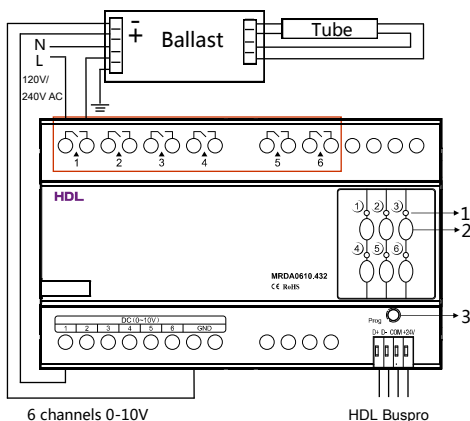 - 
+
Ballast
Tube
N
L
120V/
240V AC
1 2 3 4 5 6
HDL
1 2 3
1
2
4 5 6
MRDA0610.432
CE RoHS
3
Prog
DC(0~10V)
1 2 3 4 5 6 GND
D+ D- COM +24V
6 channels 0-10V
HDL Buspro